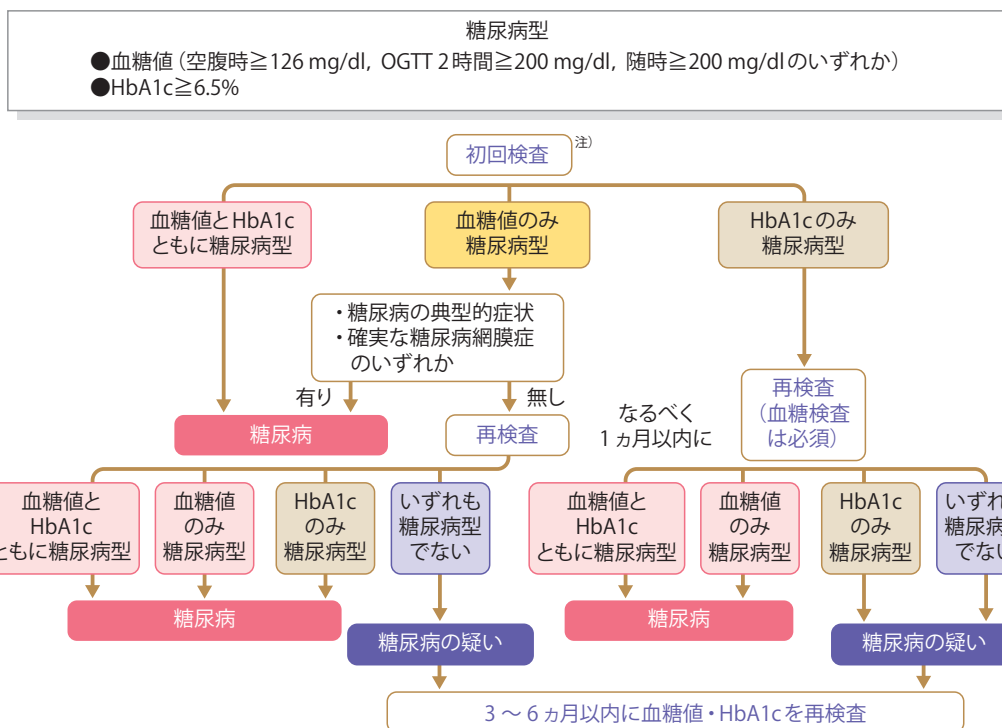 糖尿病型
●血糖値（空腹時≧126 mg/dl, OGTT 2時間≧200 mg/dl, 随時≧200 mg/dlのいずれか）
●HbA1c≧6.5%
初回検査 注）
血糖値とHbA1c
ともに糖尿病型
血糖値のみ
糖尿病型
HbA1cのみ
糖尿病型
・糖尿病の典型的症状
・確実な糖尿病網膜症
のいずれか
有り
無し
糖尿病
再検査
なるべく
1ヵ月以内に
再検査
（血糖検査
は必須）
血糖値と
HbA1c
ともに糖尿病型
血糖値
のみ
糖尿病型
HbA1c
のみ
糖尿病型
いずれも
糖尿病型
でない
血糖値と
HbA1c
ともに糖尿病型
血糖値
のみ
糖尿病型
HbA1c
のみ
糖尿病型
いずれ
糖尿病
でない
糖尿病
糖尿病
糖尿病の疑い
糖尿病の疑い
3〜6ヵ月以内に血糖値・HbA1cを再検査